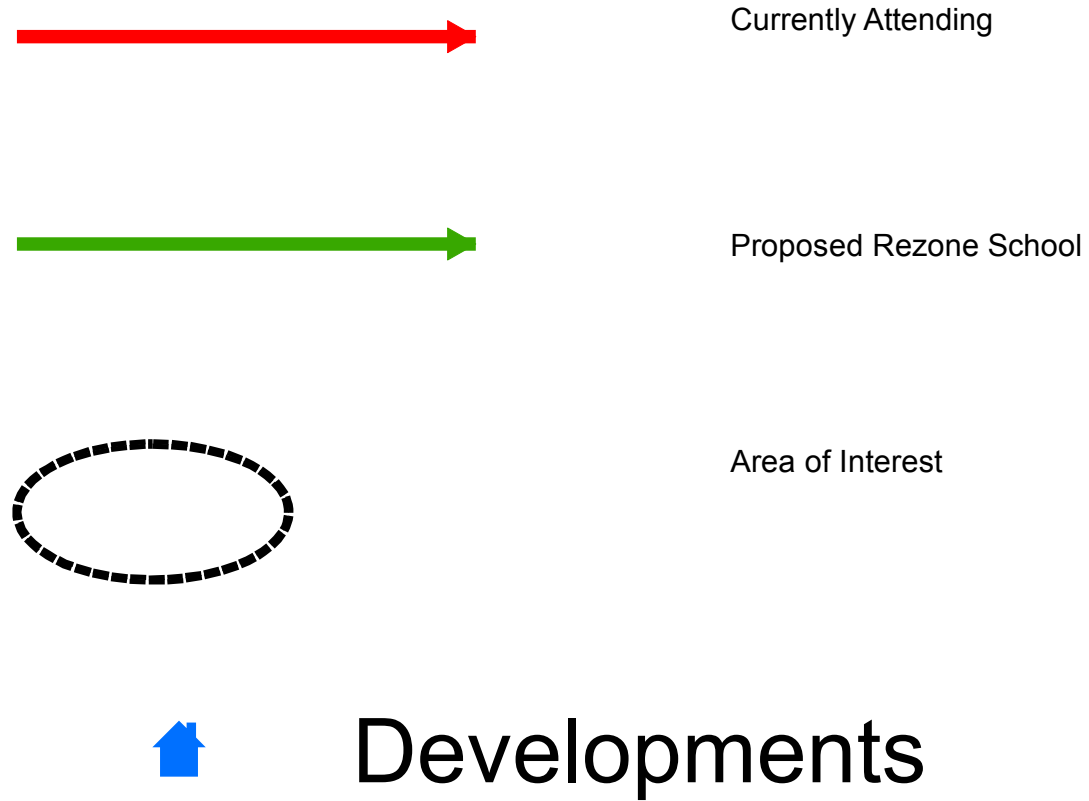 Currently Attending
Proposed Rezone School
Area of Interest
Developments